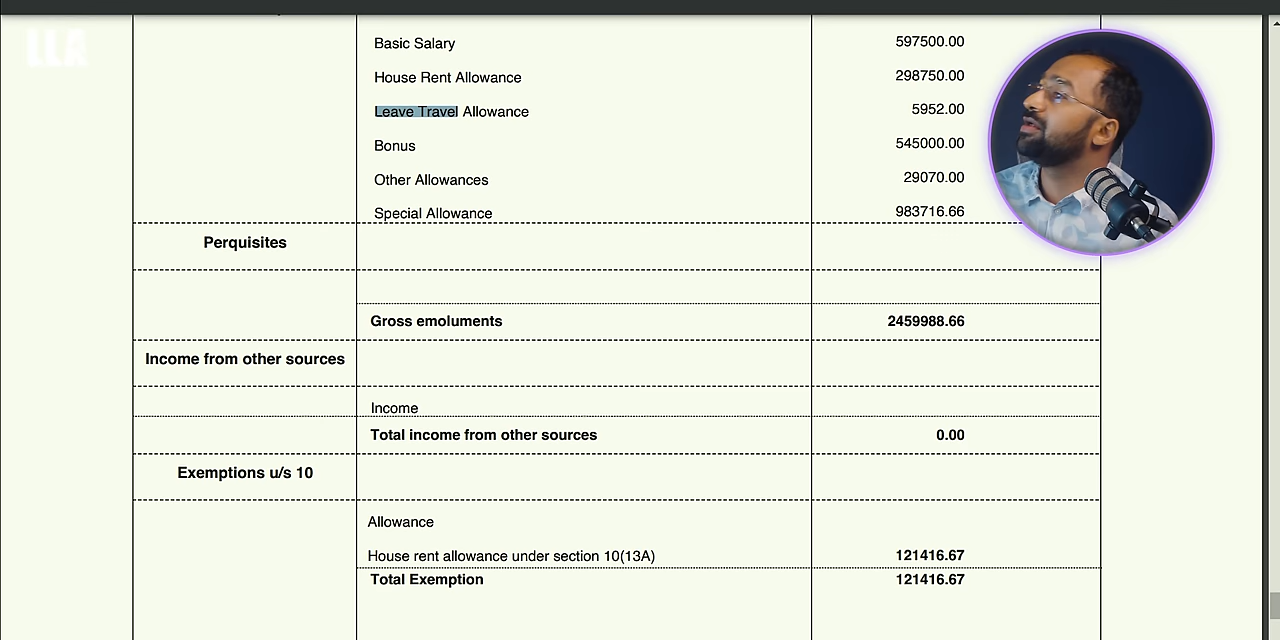 LLA
Basic Salary 597500.00
House Rent Allowance 298750.00
Leave Travel Allowance 5952.00
Bonus 545000.00
Other Allowances 29070.00
Special Allowance 983716.66
Perquisites
Gross emoluments 2459988.66
Income from other sources
Income
Total income from other sources 0.00
Exemptions u/s 10
Allowance
House rent allowance under section 10(13A) 121416.67
Total Exemption 121416.67